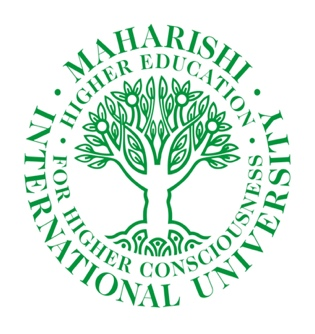 MAHARISHI
INTERNATIONAL UNIVERSITY
HIGHER EDUCATION
FOR HIGHER CONSCIOUSNESS